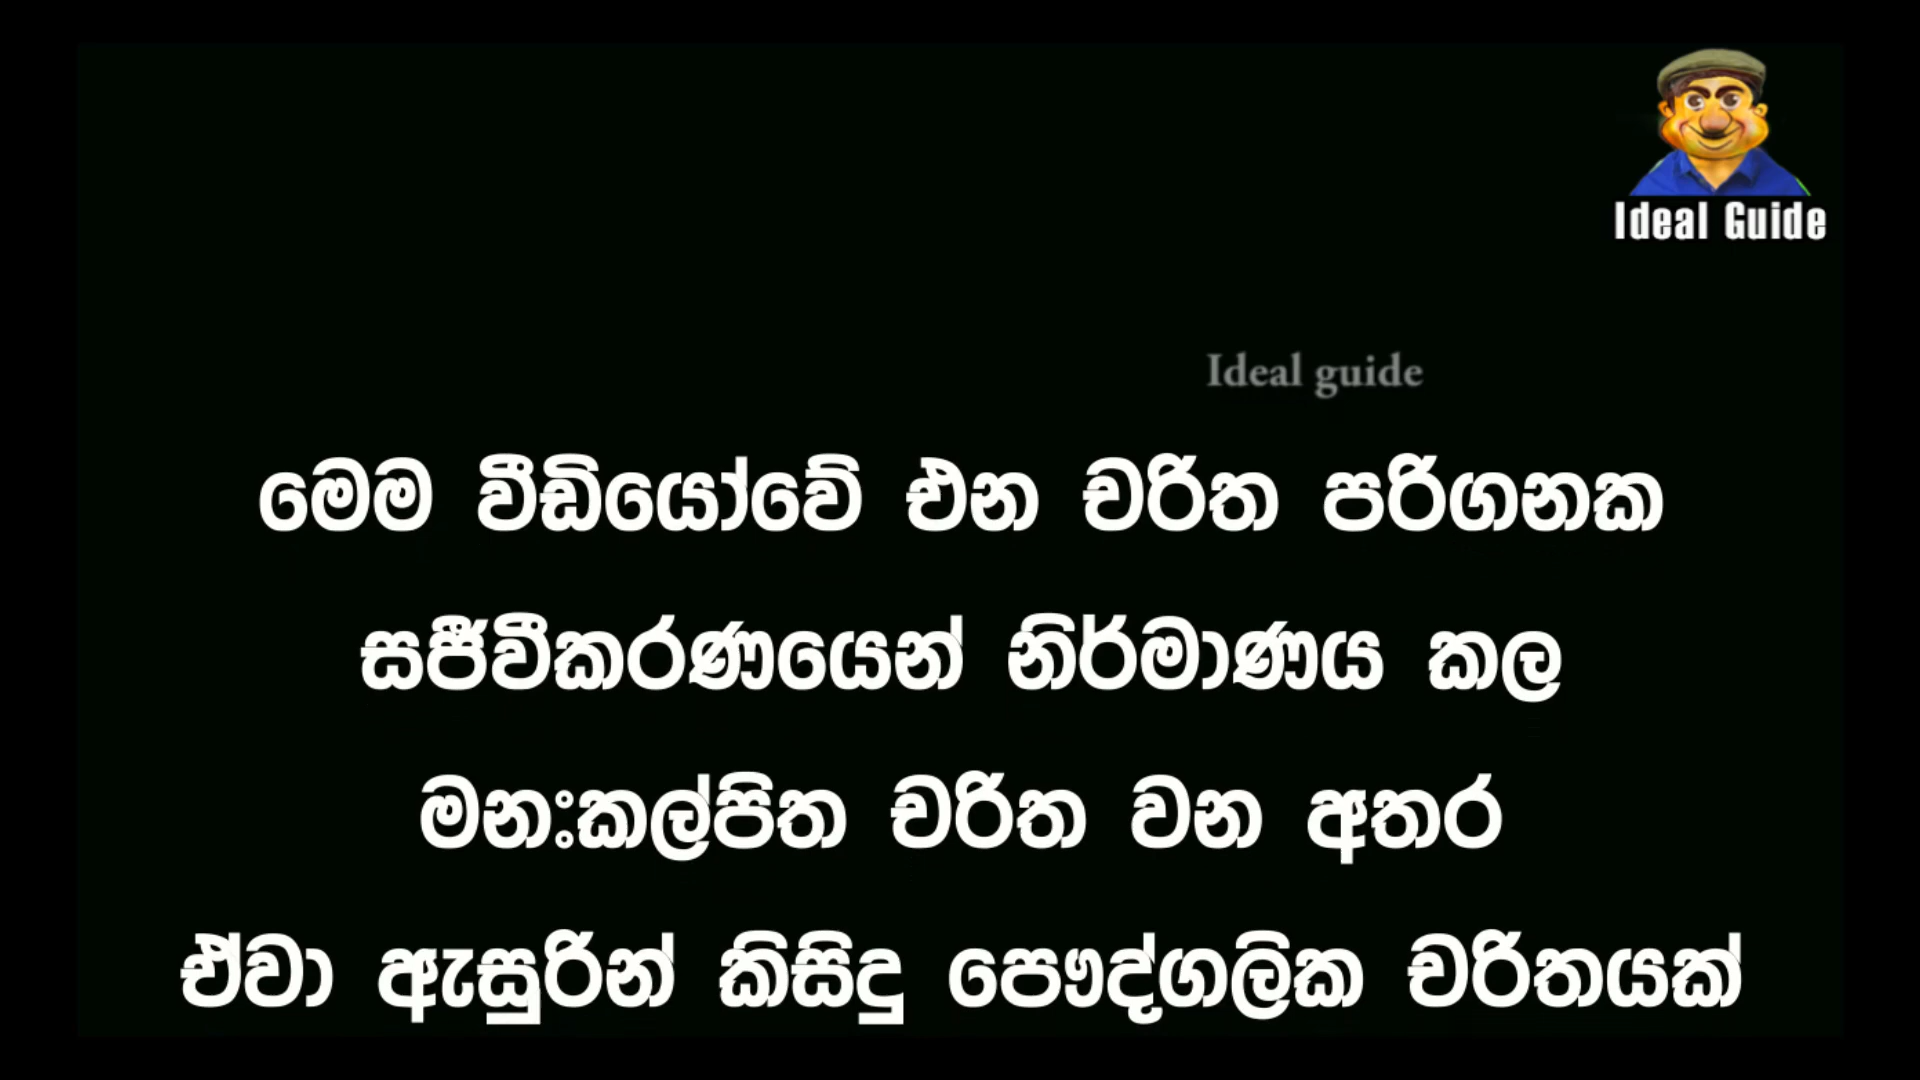 Ideal Guide
Ideal guide
මෙම වීඩියෝවේ එන චරිත පරිගනක
සජීවීකරණයෙන් නිර්මාණය කල
මනඃකල්පිත චරිත වන අතර
ඒවා ඇසුරින් කිසිදු පෞද්ගලික චරිතයක්